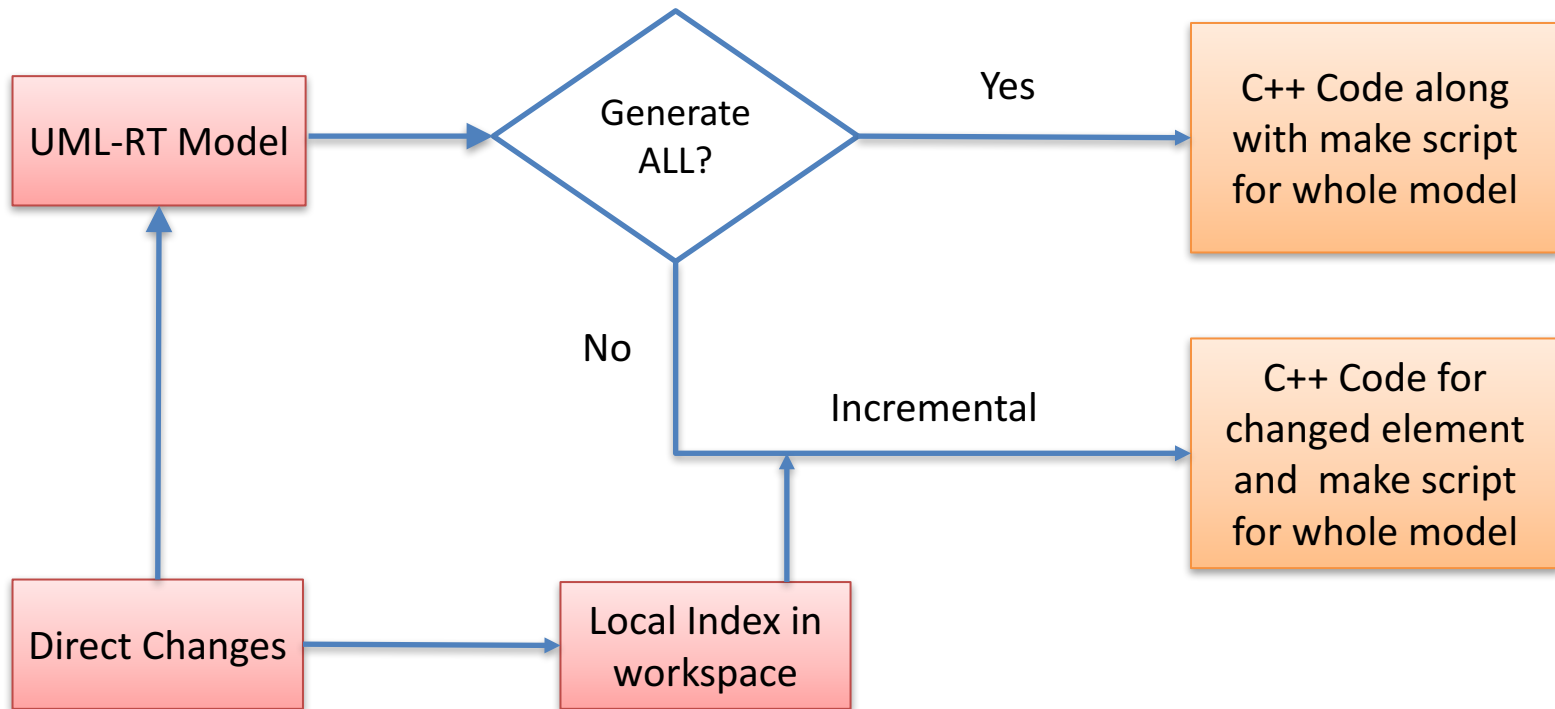 UML-RT Model
Generate
ALL?
Yes
C++ Code along
with make script
for whole model
No
Incremental
C++ Code for
changed element
and make script
for whole model
Direct Changes
Local Index in
workspace